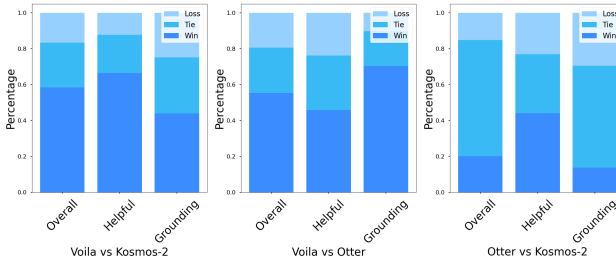 Percentage
1.0
0.8
0.6
0.4
0.2
0.0
Loss
Tie
Win
Overall
Helpful
Grounding
Voila vs Kosmos-2
Percentage
1.0
0.8
0.6
0.4
0.2
0.0
Loss
Tie
Win
Overall
Helpful
Grounding
Voila vs Otter
Percentage
1.0
0.8
0.6
0.4
0.2
0.0
Loss
Tie
Win
Overall
Helpful
Grounding
Otter vs Kosmos-2